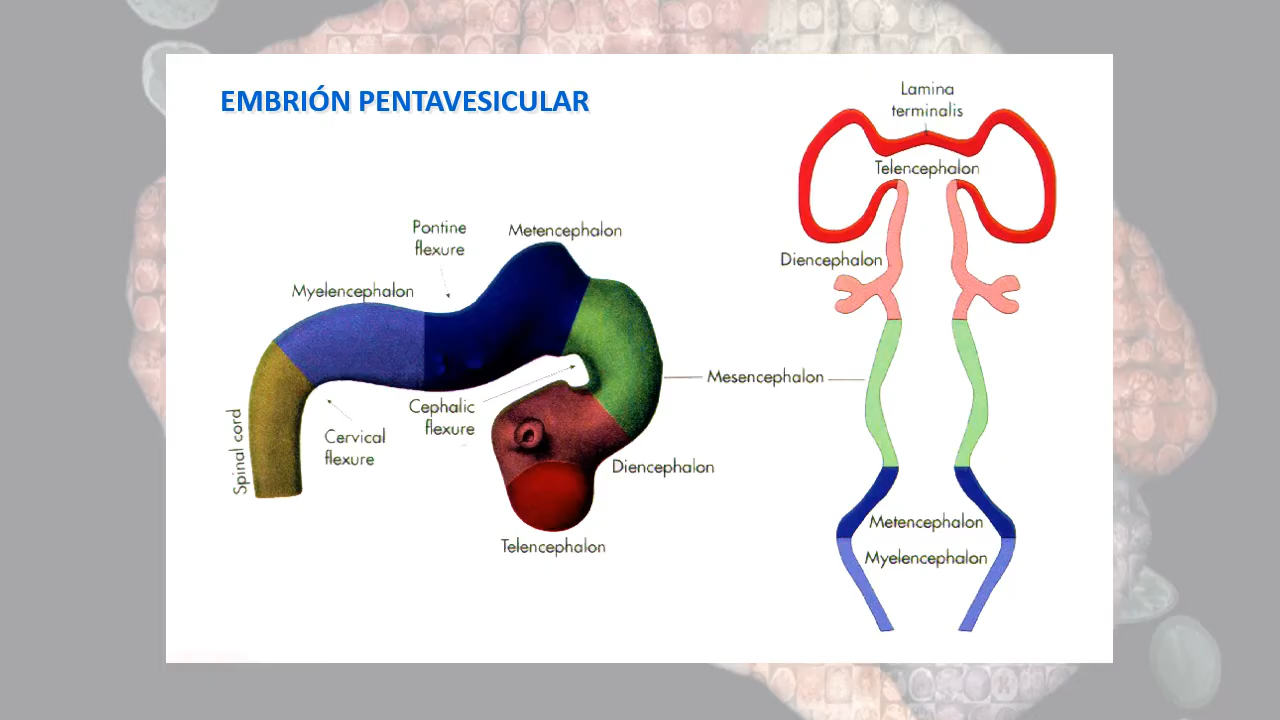 EMBRIÓN PENTAVESICULAR
Pontine
flexure
Metencephalon
Myelencephalon
Cephalic
flexure
Cervical
flexure
Spinal cord
Diencephalon
Telencephalon
Mesencephalon
Lamina
terminalis
Telencephalon
Diencephalon
Metencephalon
Myelencephalon